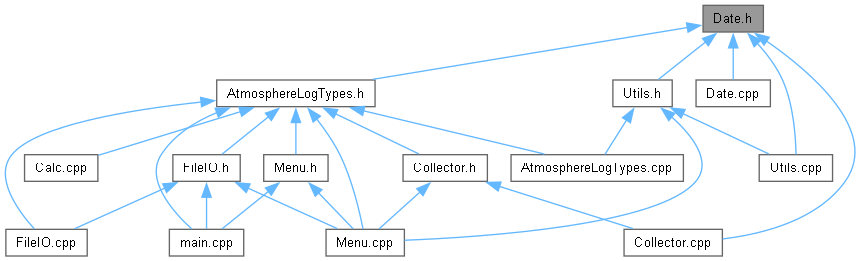 Date.h
AtmosphereLogTypes.h
Utils.h
Date.cpp
Calc.cpp
FileIO.h
Menu.h
Collector.h
AtmosphereLogTypes.cpp
Utils.cpp
FileIO.cpp
main.cpp
Menu.cpp
Collector.cpp